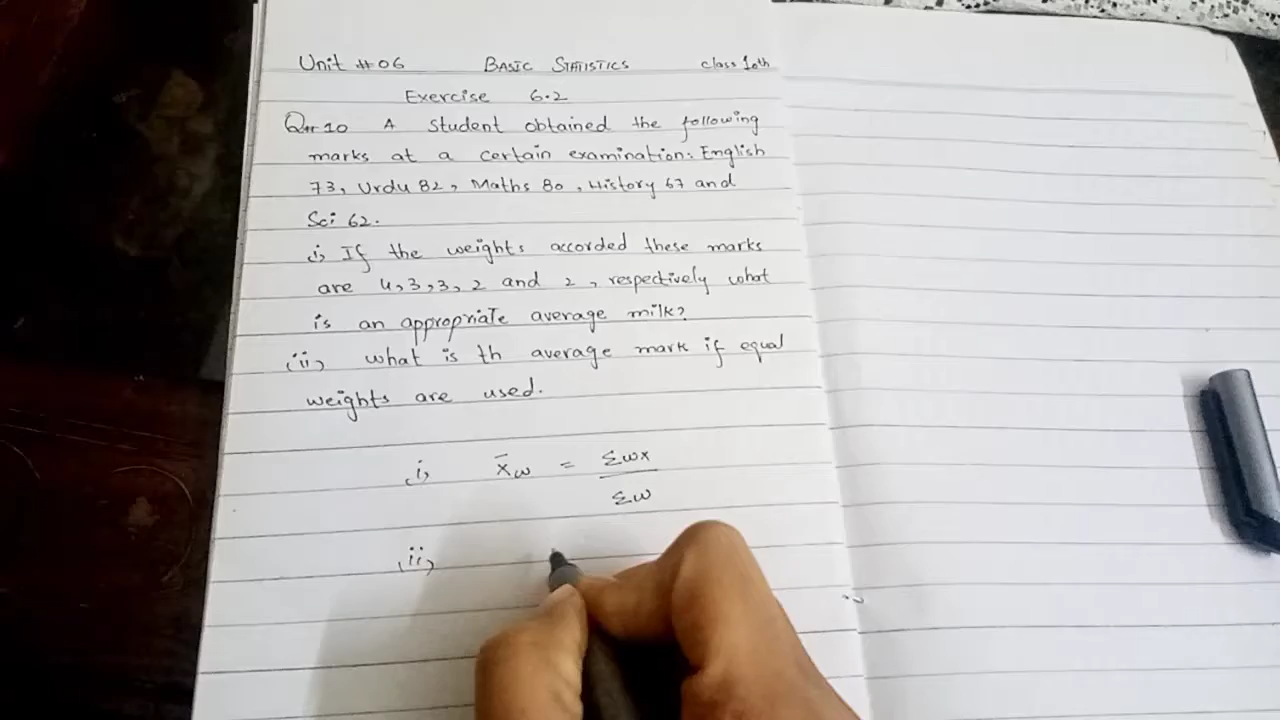 Unit # 06 BASIC STATISTICS class 10th
Exercise 6.2
Q# 10 A Student obtained the following
marks at a certain examination: English
73, Urdu 82, Maths 80, History 67 and
Sci 62.
i, If the weights accorded these marks
are 4,3,3,2 and 2, respectively what
is an appropriate average milk?
(ii) what is th average mark if equal
weights are used.
(i) x̄w = Σwx / Σw
(ii)